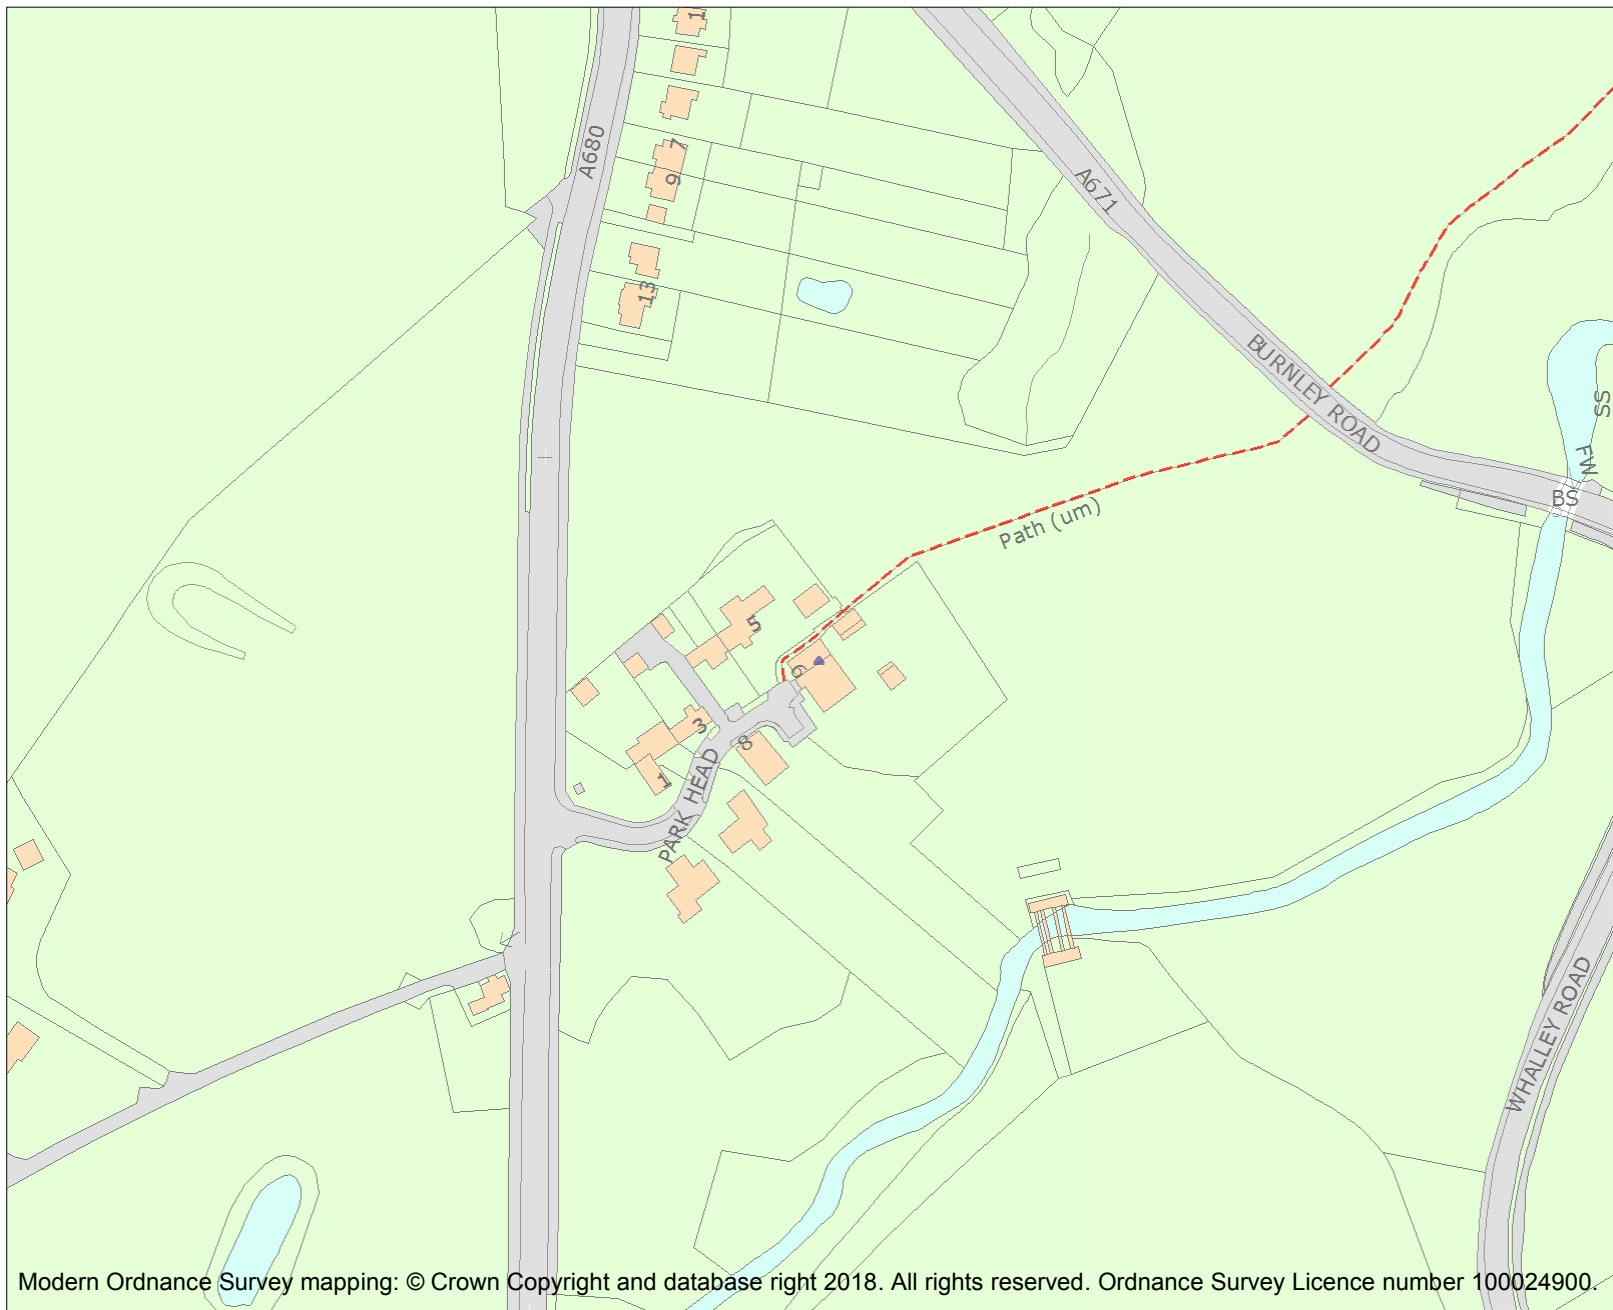 1
A680
7
9
A671
13
BURNLEY ROAD
SS
FW
BS
Path (um)
5
6
3
8
1
PARK HEAD
WHALLEY ROAD
Modern Ordnance Survey mapping: © Crown Copyright and database right 2018. All rights reserved. Ordnance Survey Licence number 100024900.